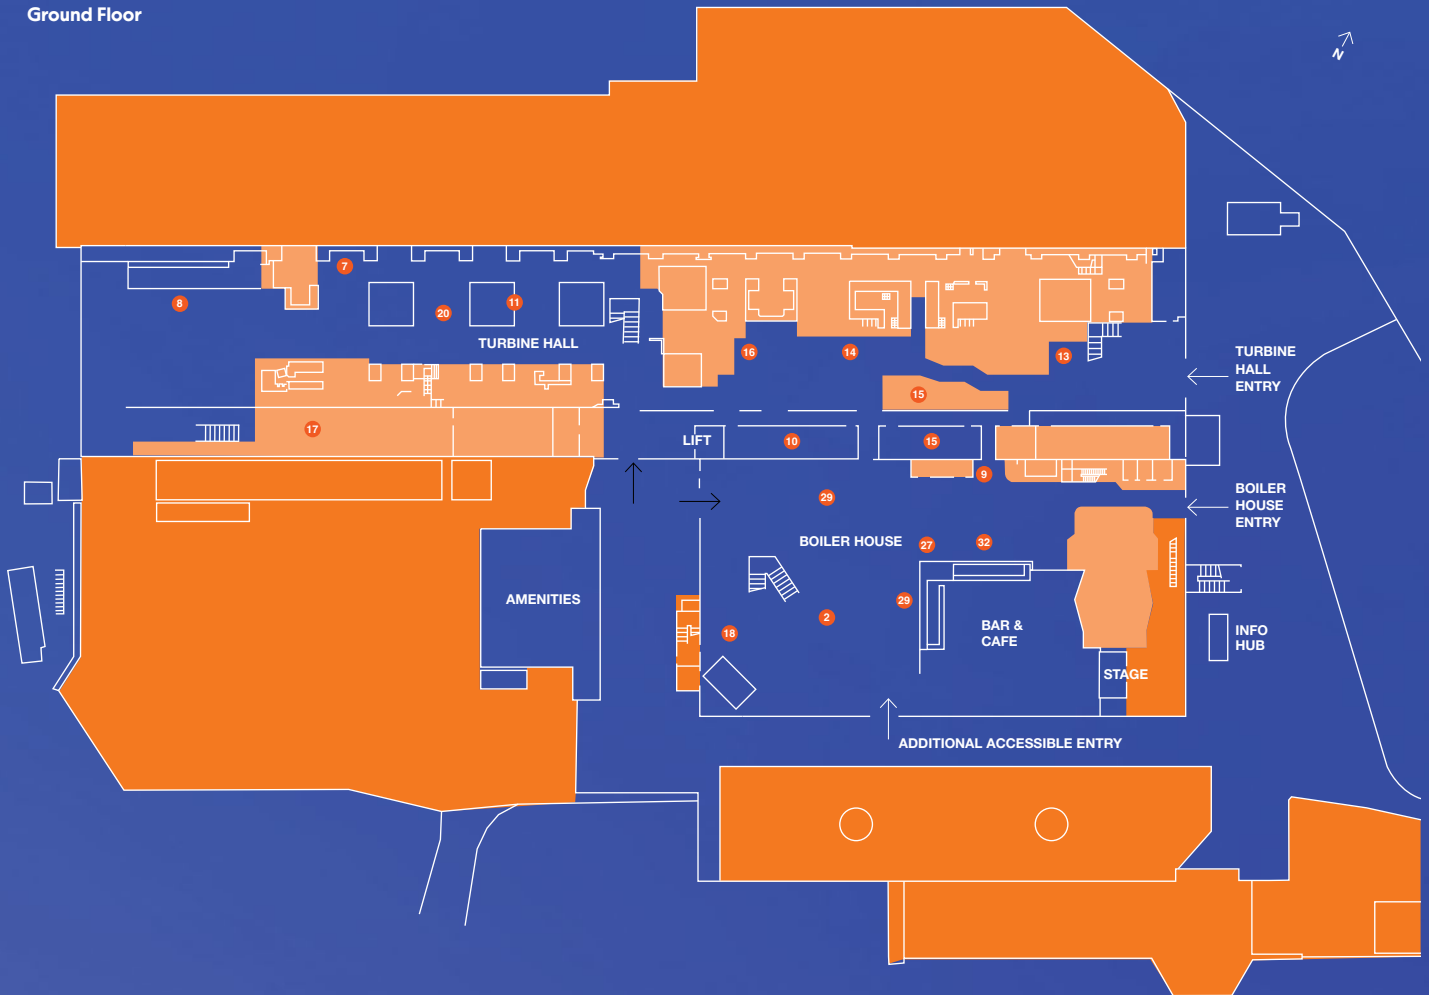 Ground Floor
N
7
8
11
20
TURBINE HALL
16
14
13
TURBINE
HALL
ENTRY
15
17
LIFT
10
15
9
29
BOILER
HOUSE
ENTRY
BOILER HOUSE
27
32
AMENITIES
29
2
18
BAR &
CAFE
INFO
HUB
STAGE
ADDITIONAL ACCESSIBLE ENTRY